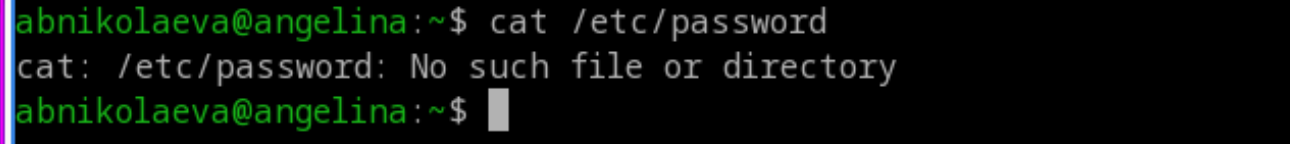 abnikolaeva@angelina:~$ cat /etc/password
cat: /etc/password: No such file or directory
abnikolaeva@angelina:~$